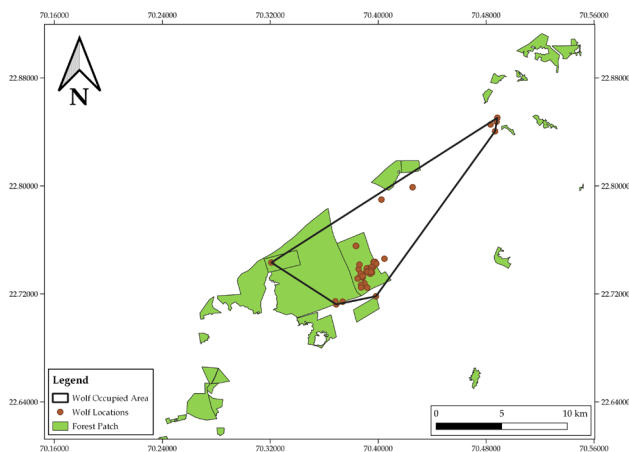 70.16000 70.24000 70.32000 70.40000 70.48000 70.56000
22.88000 22.88000
N
22.80000 22.80000
22.72000 22.72000
Legend
Wolf Occupied Area
Wolf Locations
Forest Patch
22.64000 22.64000
0 5 10 km
70.16000 70.24000 70.32000 70.40000 70.48000 70.56000